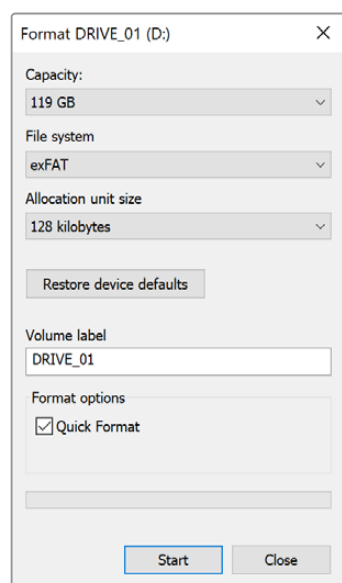 Format DRIVE_01 (D:)
Capacity:
119 GB
File system
exFAT
Allocation unit size
128 kilobytes
Restore device defaults
Volume label
DRIVE_01
Format options
Quick Format
Start Close